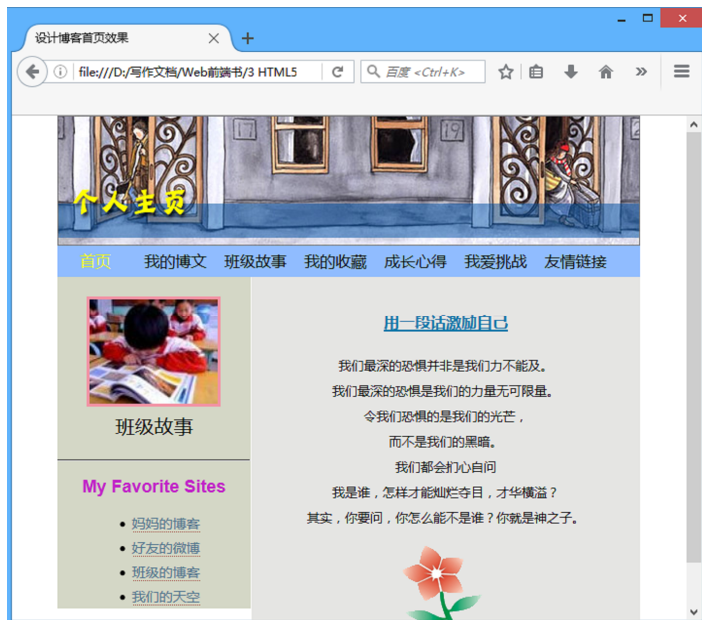 设计博客首页效果
file:///D:/写作文档/Web前端书/3 HTML5
百度 <Ctrl+K>
17
19
个人主页
首页 我的博文 班级故事 我的收藏 成长心得 我爱挑战 友情链接
班级故事
My Favorite Sites
妈妈的博客
好友的微博
班级的博客
我们的天空
用一段话激励自己
我们最深的恐惧并非是我们力不能及。
我们最深的恐惧是我们的力量无可限量。
令我们恐惧的是我们的光芒，
而不是我们的黑暗。
我们都会扪心自问
我是谁，怎样才能灿烂夺目，才华横溢？
其实，你要问，你怎么能不是谁？你就是神之子。